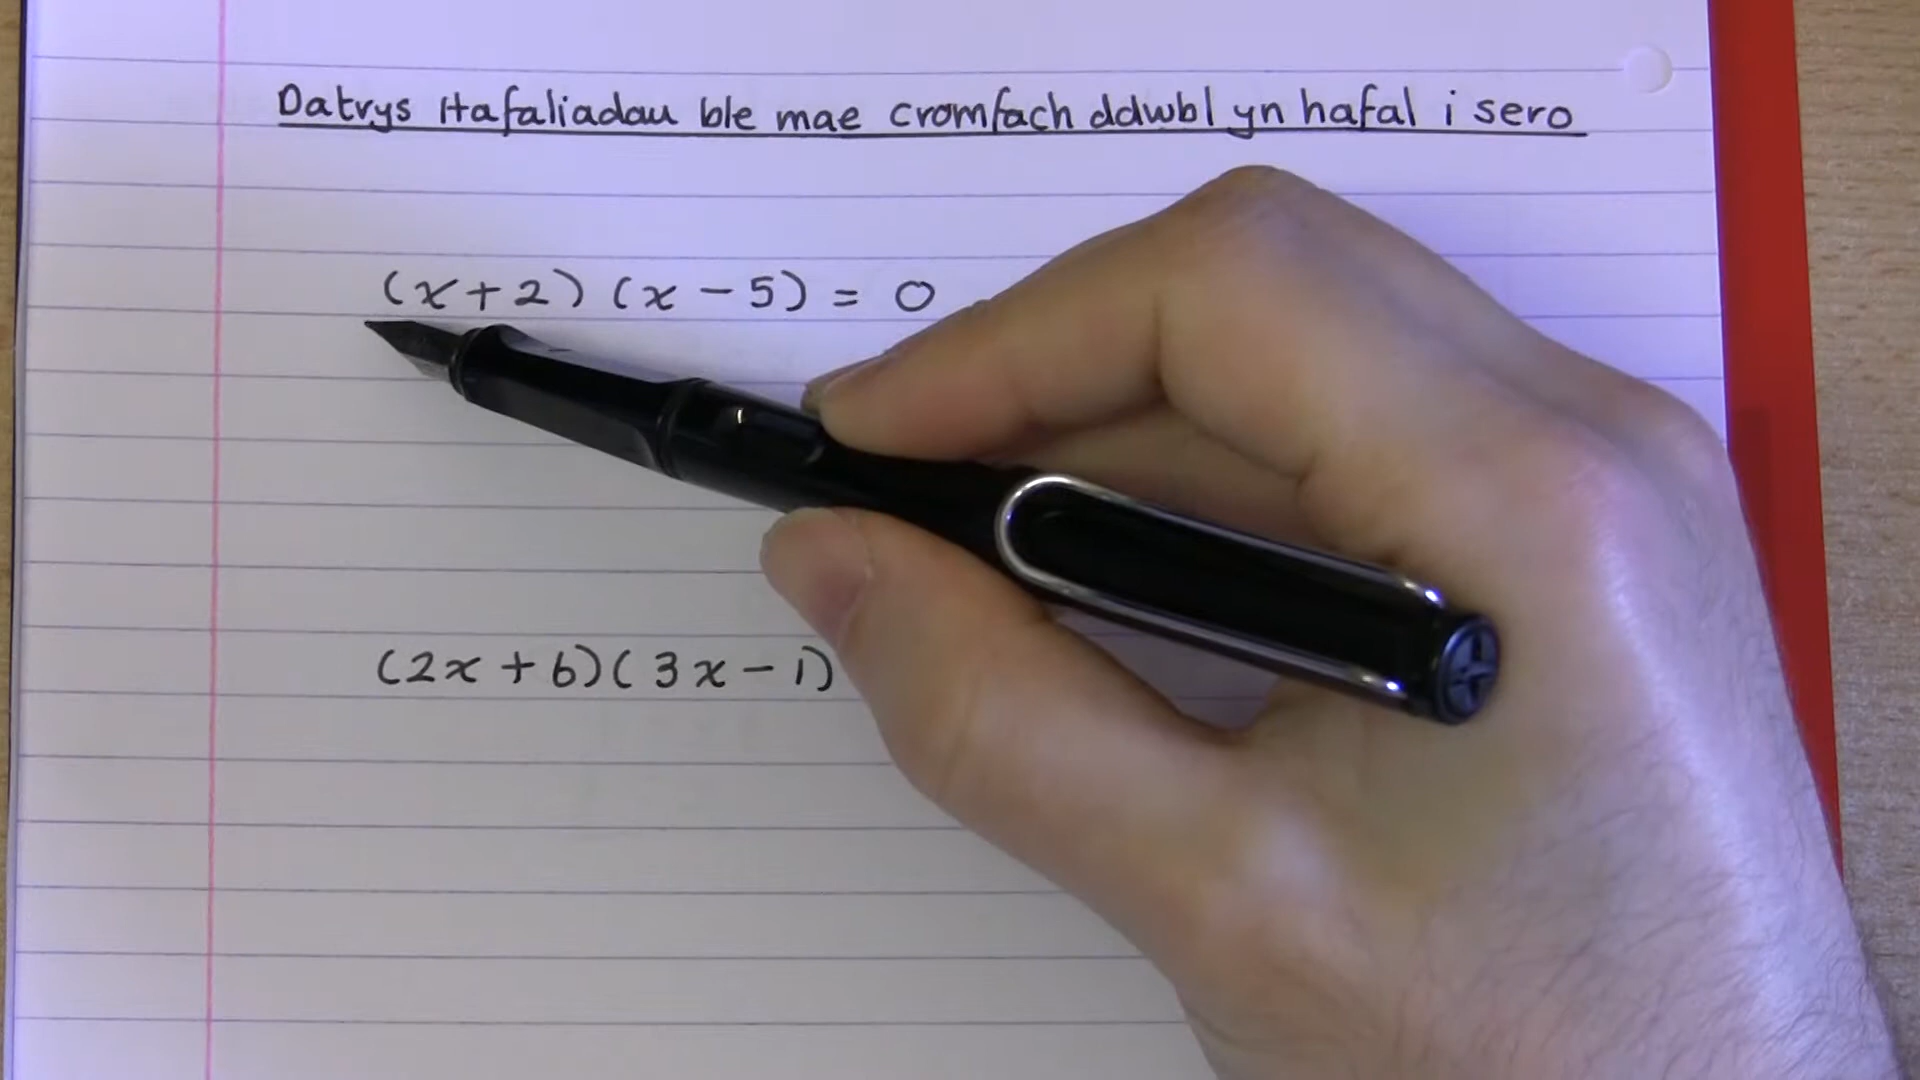 Datrys Hafaliadau ble mae cromfach ddwbl yn hafal i sero
(x+2)(x-5) = 0
(2x+6)(3x-1)